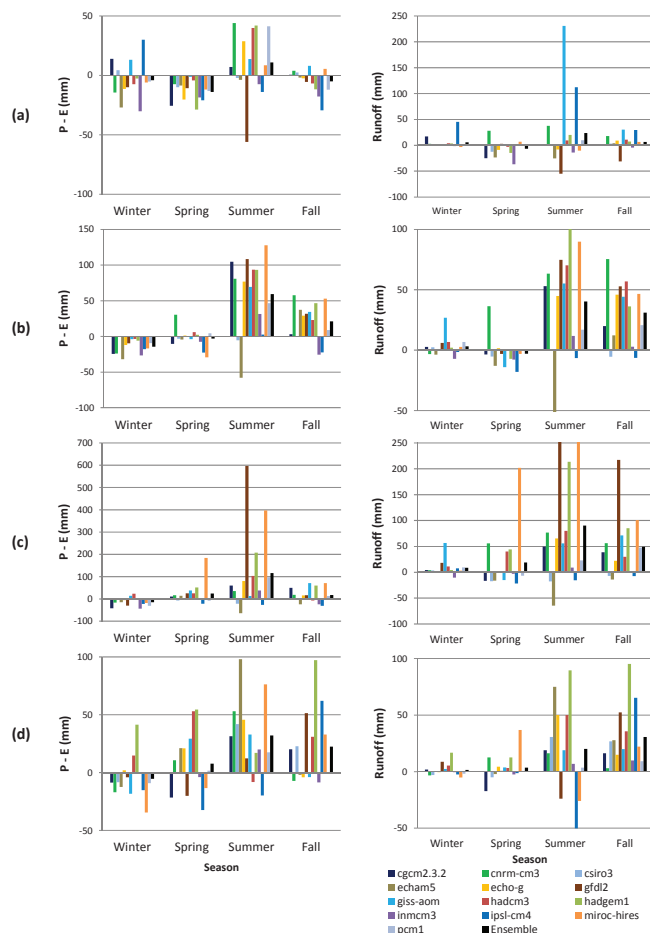 (a)
P - E (mm)
50
0
-50
-100
Winter Spring Summer Fall
Runoff (mm)
250
200
150
100
50
0
-50
-100
Winter Spring Summer Fall
(b)
P - E (mm)
150
100
50
0
-50
-100
Winter Spring Summer Fall
Runoff (mm)
100
50
0
-50
Winter Spring Summer Fall
(c)
P - E (mm)
700
600
500
400
300
200
100
0
-100
Winter Spring Summer Fall
Runoff (mm)
250
200
150
100
50
0
-50
-100
Winter Spring Summer Fall
(d)
P - E (mm)
100
50
0
-50
Winter Spring Summer Fall
Season
Runoff (mm)
100
50
0
-50
Winter Spring Summer Fall
Season
cgcm2.3.2 cnrm-cm3 csiro3
echam5 echo-g gfdl2
giss-aom hadcm3 hadgem1
inmcm3 ipsl-cm4 miroc-hires
pcm1 Ensemble